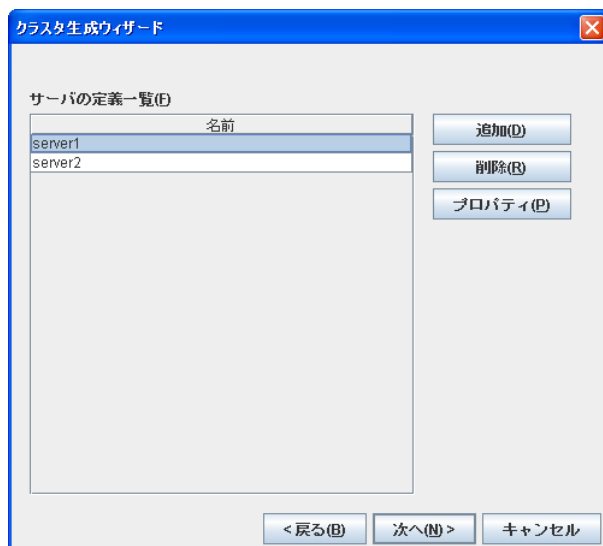 クラスタ生成ウィザード
サーバの定義一覧(F)
名前
server1
server2
追加(D)
削除(R)
プロパティ(P)
<戻る(B)
次へ(N)>
キャンセル